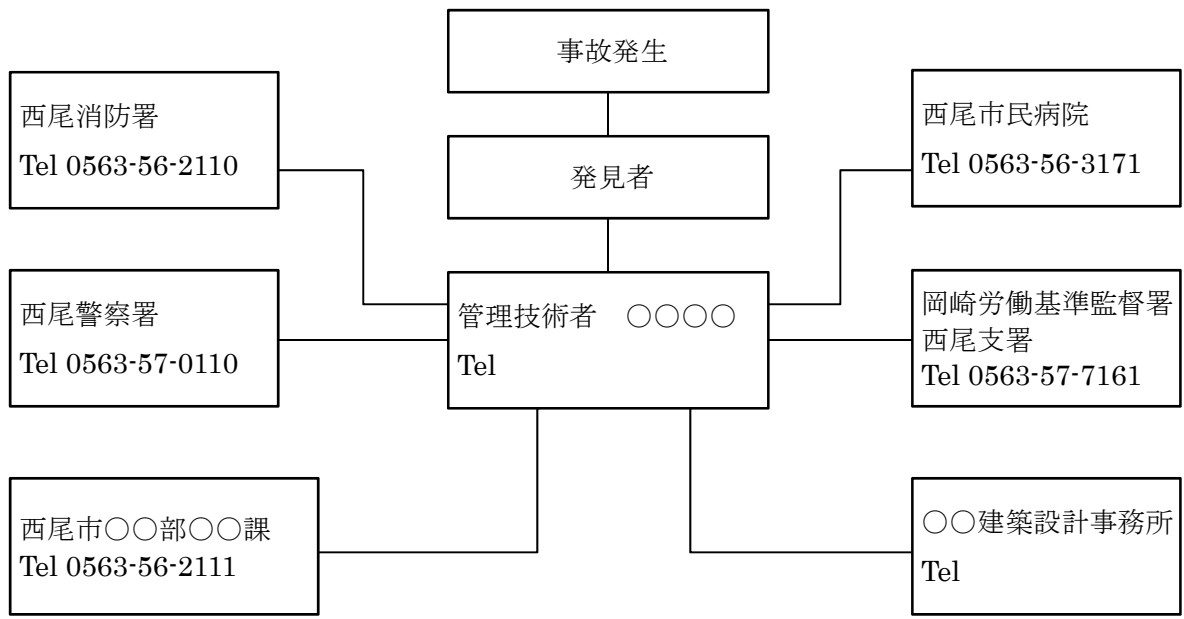 事故発生
西尾消防署
Tel 0563-56-2110
発見者
西尾市民病院
Tel 0563-56-3171
西尾警察署
Tel 0563-57-0110
管理技術者　○○○○
Tel
岡崎労働基準監督署
西尾支署
Tel 0563-57-7161
西尾市○○部○○課
Tel 0563-56-2111
○○建築設計事務所
Tel